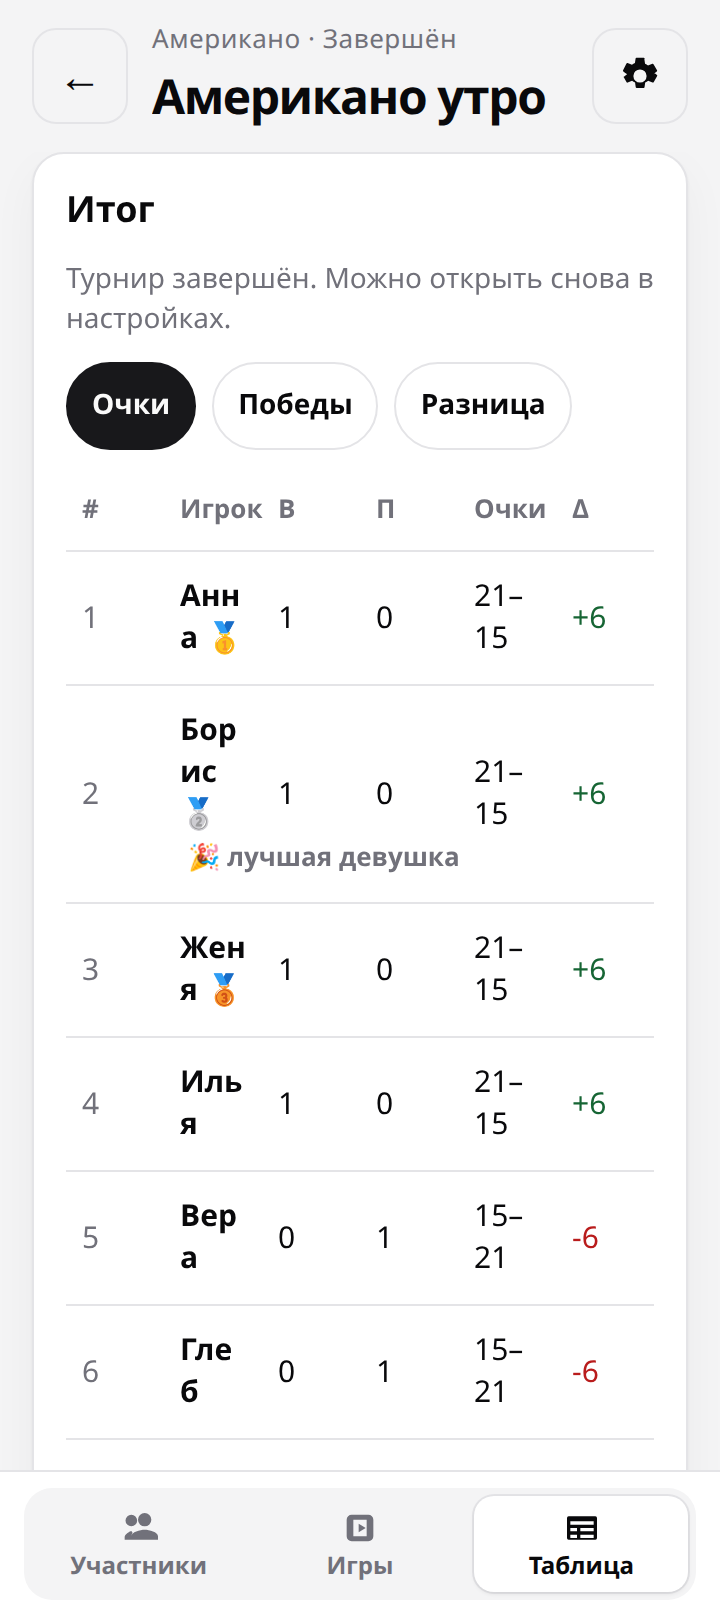 ←
Американо · Завершён
Американо утро
Итог
Турнир завершён. Можно открыть снова в
настройках.
Очки Победы Разница
# Игрок В П Очки Δ
1 Анн
а 🥇 1 0 21–
15 +6
2 Бор
ис
🥈 1 0 21–
15 +6
🎉 лучшая девушка
3 Жен
я 🥉 1 0 21–
15 +6
4 Иль
я 1 0 21–
15 +6
5 Вер
а 0 1 15–
21 -6
6 Гле
б 0 1 15–
21 -6
Участники Игры Таблица